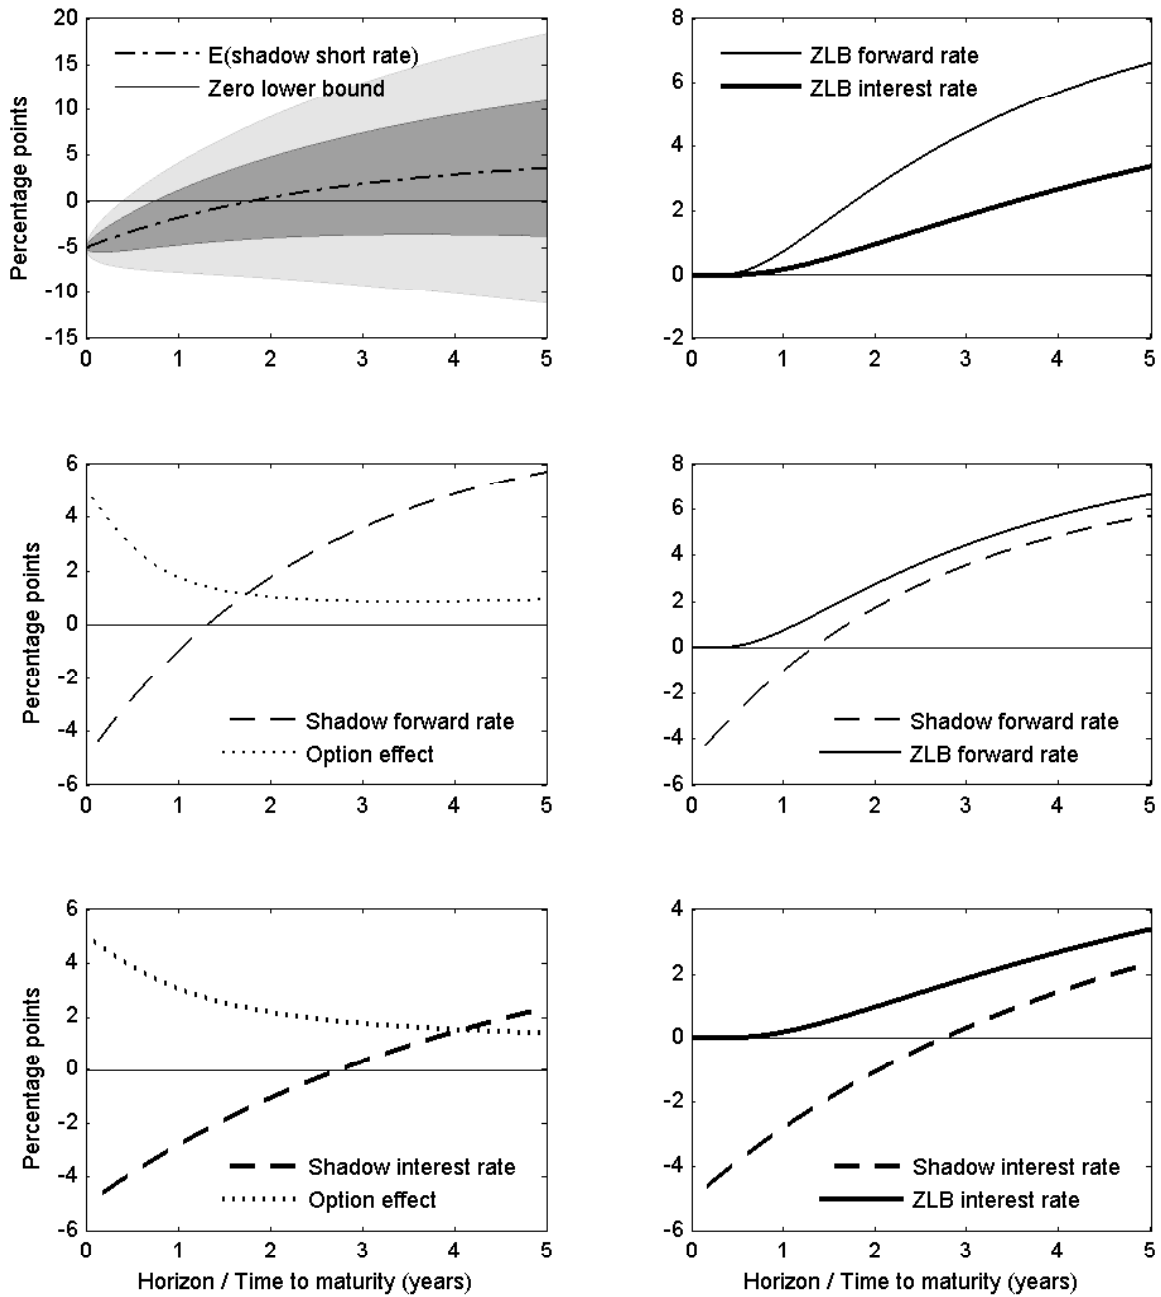 20
15
10
5
0
-5
-10
-15
Percentage points
E(shadow short rate)
Zero lower bound
0 1 2 3 4 5
8
6
4
2
0
-2
ZLB forward rate
ZLB interest rate
0 1 2 3 4 5
6
4
2
0
-2
-4
-6
Percentage points
Shadow forward rate
Option effect
0 1 2 3 4 5
8
6
4
2
0
-2
-4
-6
Shadow forward rate
ZLB forward rate
0 1 2 3 4 5
6
4
2
0
-2
-4
-6
Percentage points
Shadow interest rate
Option effect
0 1 2 3 4 5
Horizon / Time to maturity (years)
4
2
0
-2
-4
-6
Shadow interest rate
ZLB interest rate
0 1 2 3 4 5
Horizon / Time to maturity (years)